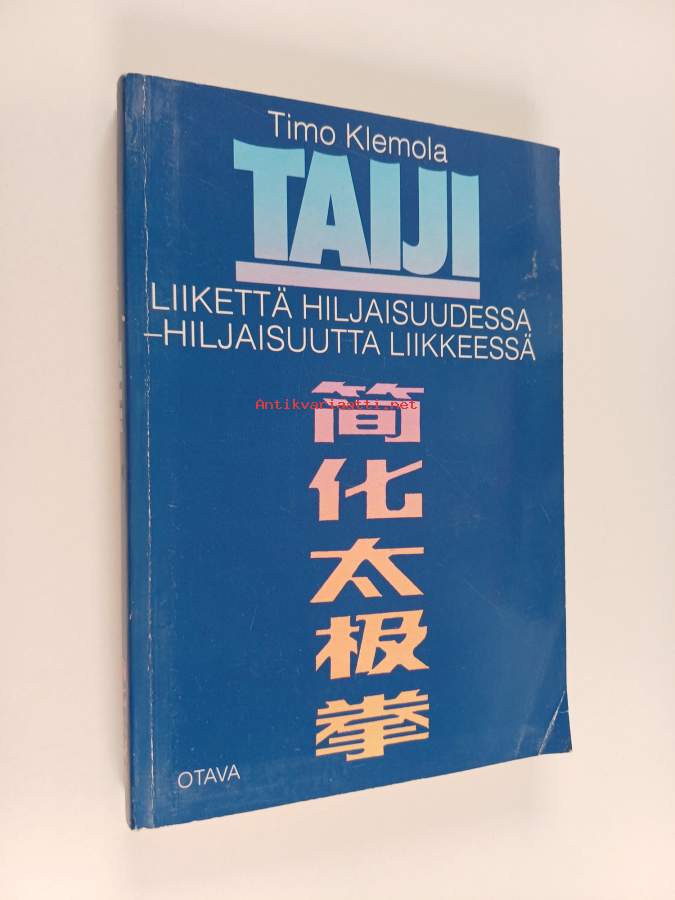 Timo Klemola
TAIJI
LIIKETTÄ HILJAISUUDESSA
–HILJAISUUTTA LIIKKEESSÄ
Antikvariaatti.net
简
化
太
极
拳
OTAVA